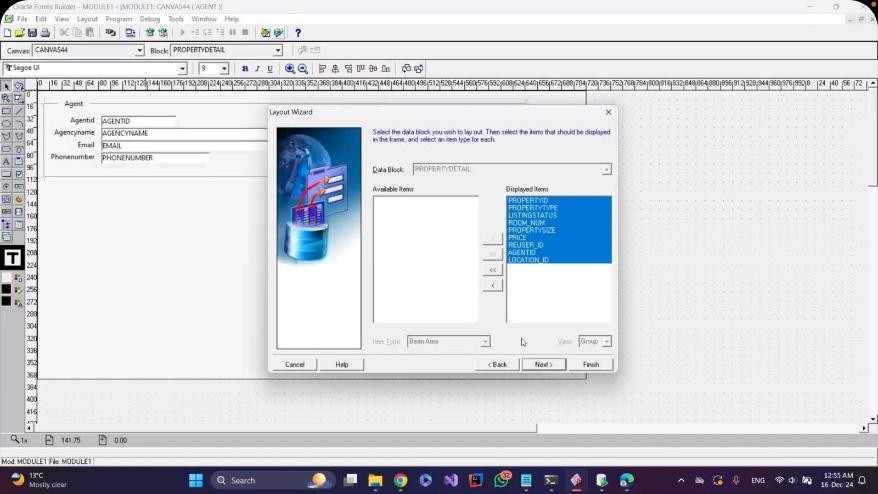 Oracle Forms Builder - MODULE1 - [MODULE1: CANVAS44 ( AGENT )]
File Edit View Layout Program Debug Tools Window Help
Canvas: CANVAS44 Block: PROPERTYDETAIL
Segoe UI 9 B I U
Agent
Agentid AGENTID
Agencyname AGENCYNAME
Email EMAIL
Phonenumber PHONENUMBER
Layout Wizard
Select the data block you wish to lay out. Then select the items that should be displayed
in the frame, and select an item type for each.
Data Block: PROPERTYDETAIL
Available Items Displayed Items
PROPERTYID
PROPERTYTYPE
LISTINGSTATUS
ROOM_NUM
PROPERTYSIZE
PRICE
REUSER_ID
AGENTID
LOCATION_ID
Item Type: Bean Area View: Group
Cancel Help < Back Next > Finish
1x 141.75 0.00
Mod: MODULE1 File: MODULE1
13°C
Mostly clear
Search
ENG
12:55 AM
16-Dec-24